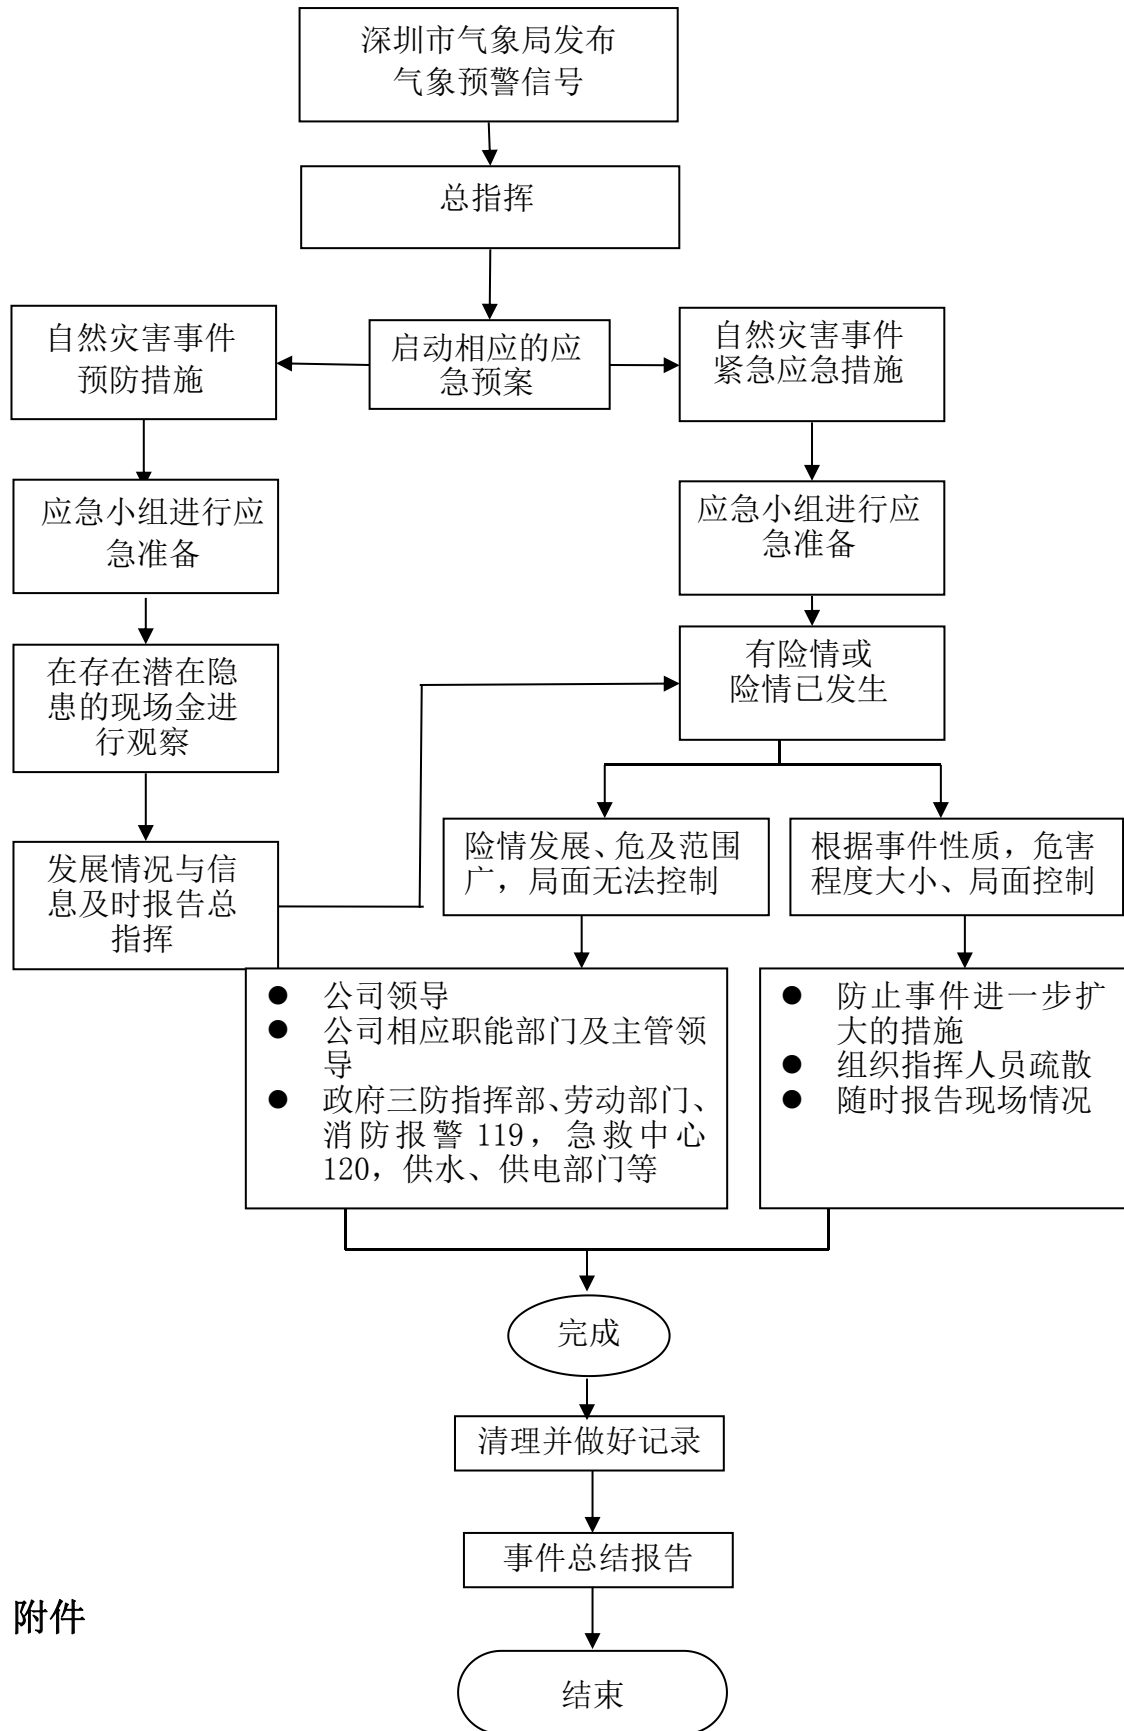 深圳市气象局发布
气象预警信号
总指挥
自然灾害事件
预防措施
启动相应的应
急预案
自然灾害事件
紧急应急措施
应急小组进行应
急准备
应急小组进行应
急准备
在存在潜在隐
患的现场金进
行观察
有险情或
险情已发生
发展情况与信
息及时报告总
指挥
险情发展、危及范围
广，局面无法控制
根据事件性质，危害
程度大小、局面控制
● 公司领导
● 公司相应职能部门及主管领
导
● 政府三防指挥部、劳动部门、
消防报警 119，急救中心
120，供水、供电部门等
● 防止事件进一步扩
大的措施
● 组织指挥人员疏散
● 随时报告现场情况
完成
清理并做好记录
事件总结报告
附件
结束